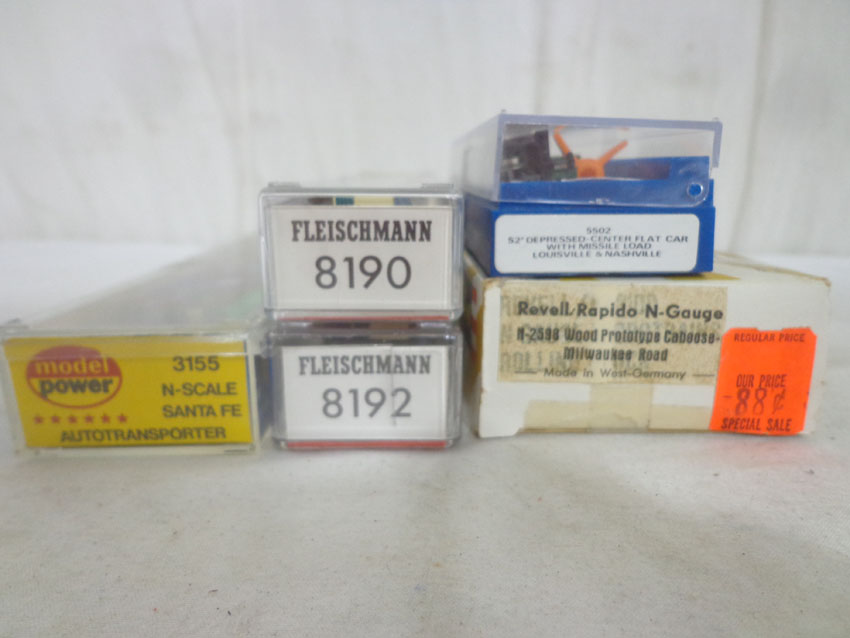 model
power
3155
N-SCALE
SANTA FE
AUTOTRANSPORTER
FLEISCHMANN
8190
FLEISCHMANN
8192
5502
52' DEPRESSED-CENTER FLAT CAR
WITH MISSILE LOAD
LOUISVILLE & NASHVILLE
Revell/Rapido N-Gauge
N-2598 Wood Prototype Caboose-
Milwaukee Road
Made in West-Germany
REGULAR PRICE
OUR PRICE
88¢
SPECIAL SALE